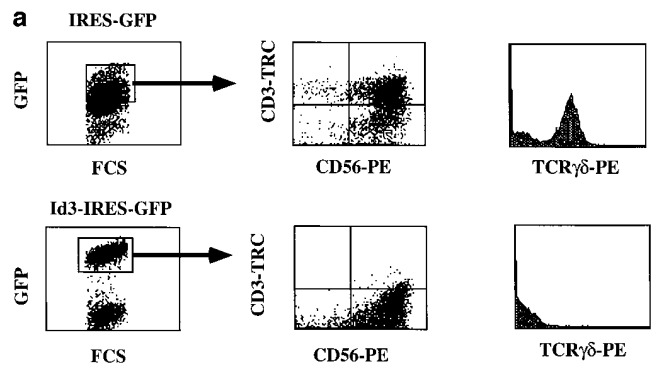 a
IRES-GFP
GFP
FCS
CD3-TRC
CD56-PE
TCRγδ-PE
Id3-IRES-GFP
GFP
FCS
CD3-TRC
CD56-PE
TCRγδ-PE